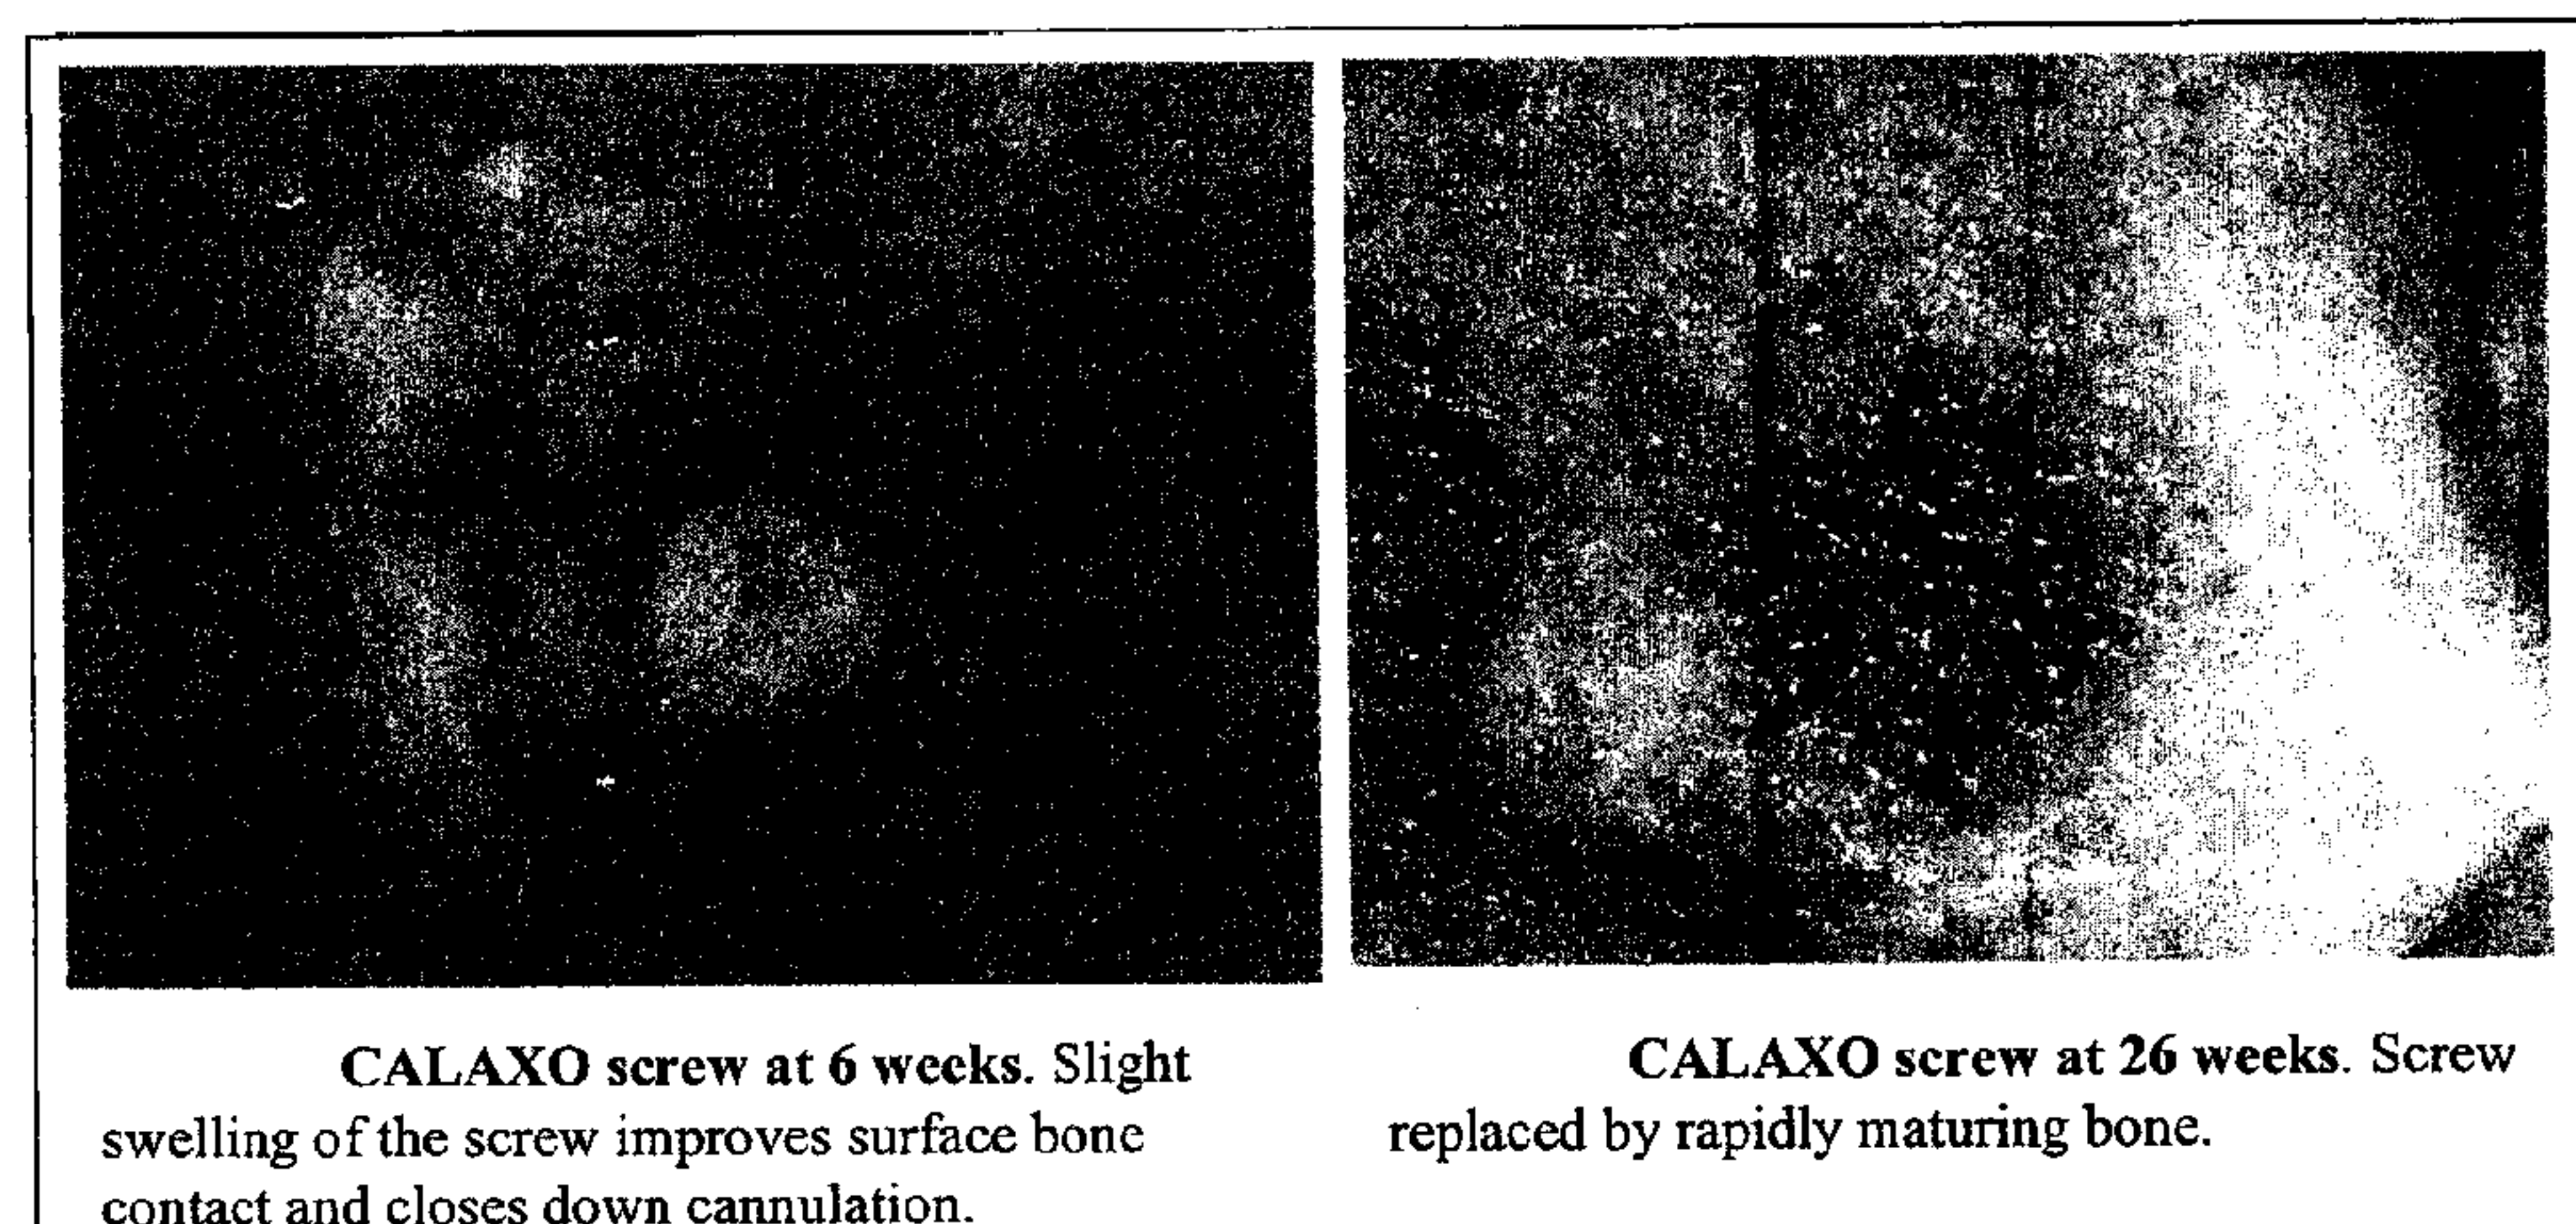 CALAXO screw at 6 weeks. Slight
swelling of the screw improves surface bone
contact and closes down cannulation.
CALAXO screw at 26 weeks. Screw
replaced by rapidly maturing bone.